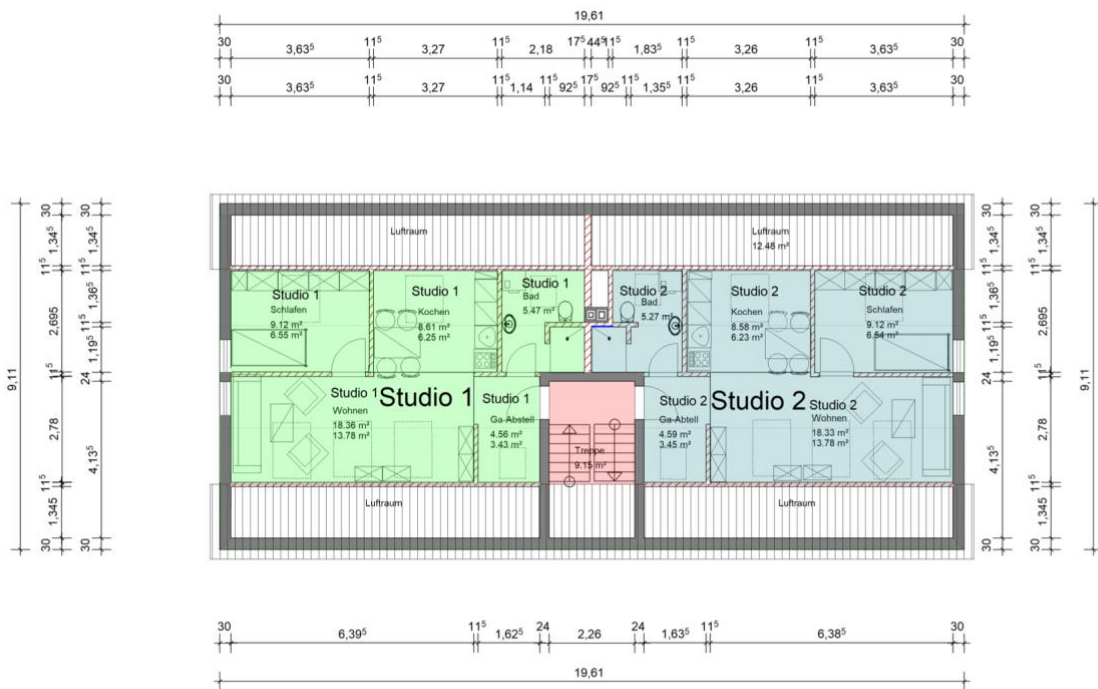 19,61
30 3,63⁵ 11⁵ 3,27 11⁵ 2,18 17⁵ 44⁵ 11⁵ 1,83⁵ 11⁵ 3,26 11⁵ 3,63⁵ 30
30 3,63⁵ 11⁵ 3,27 11⁵ 1,14 11⁵ 92⁵ 17⁵ 92⁵ 11⁵ 1,35⁵ 11⁵ 3,26 11⁵ 3,63⁵ 30
9,11
30 1,34⁵ 11⁵ 2,695 11⁵ 2,78 11⁵ 1,345 30
30 1,34⁵ 11⁵ 1,36⁵ 11⁵ 1,19⁵ 24 4,13⁵
Luftraum
Luftraum
12.48 m²
Studio 1
Schlafen
9.12 m²
6.55 m²
Studio 1
Kochen
8.61 m²
6.25 m²
Studio 1
Bad
5.47 m²
Studio 2
Bad
5.27 m²
Studio 2
Kochen
8.58 m²
6.23 m²
Studio 2
Schlafen
9.12 m²
6.54 m²
Studio 1
Wohnen
18.36 m²
13.78 m²
Studio 1
Studio 1
Ga-Abstell
4.56 m²
3.43 m²
Treppe
9.15 m²
Studio 2
Ga-Abstell
4.59 m²
3.45 m²
Studio 2
Studio 2
Wohnen
18.33 m²
13.78 m²
Luftraum
Luftraum
30 1,34⁵ 11⁵ 1,36⁵ 11⁵ 1,19⁵ 24 4,13⁵
30 1,34⁵ 11⁵ 2,695 11⁵ 2,78 11⁵ 1,345 30
9,11
30 6,39⁵ 11⁵ 1,62⁵ 24 2,26 24 1,63⁵ 11⁵ 6,38⁵ 30
19,61